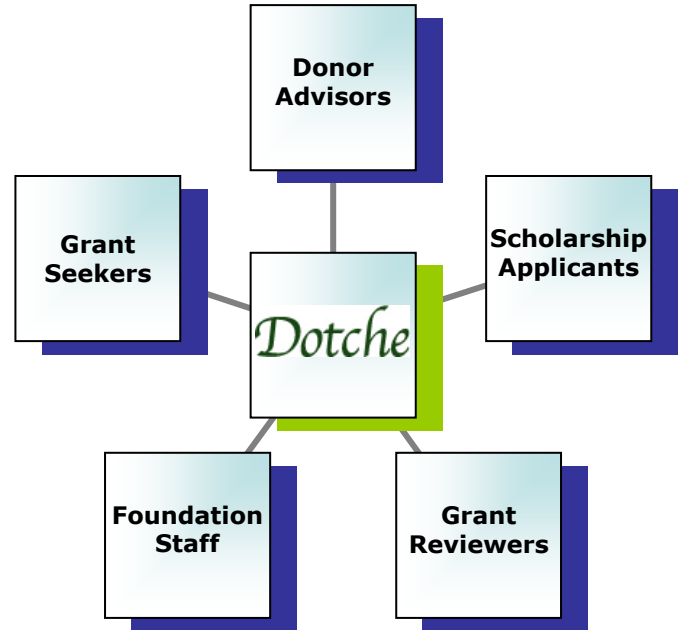 Donor
Advisors
Grant
Seekers
Scholarship
Applicants
Dotche
Foundation
Staff
Grant
Reviewers